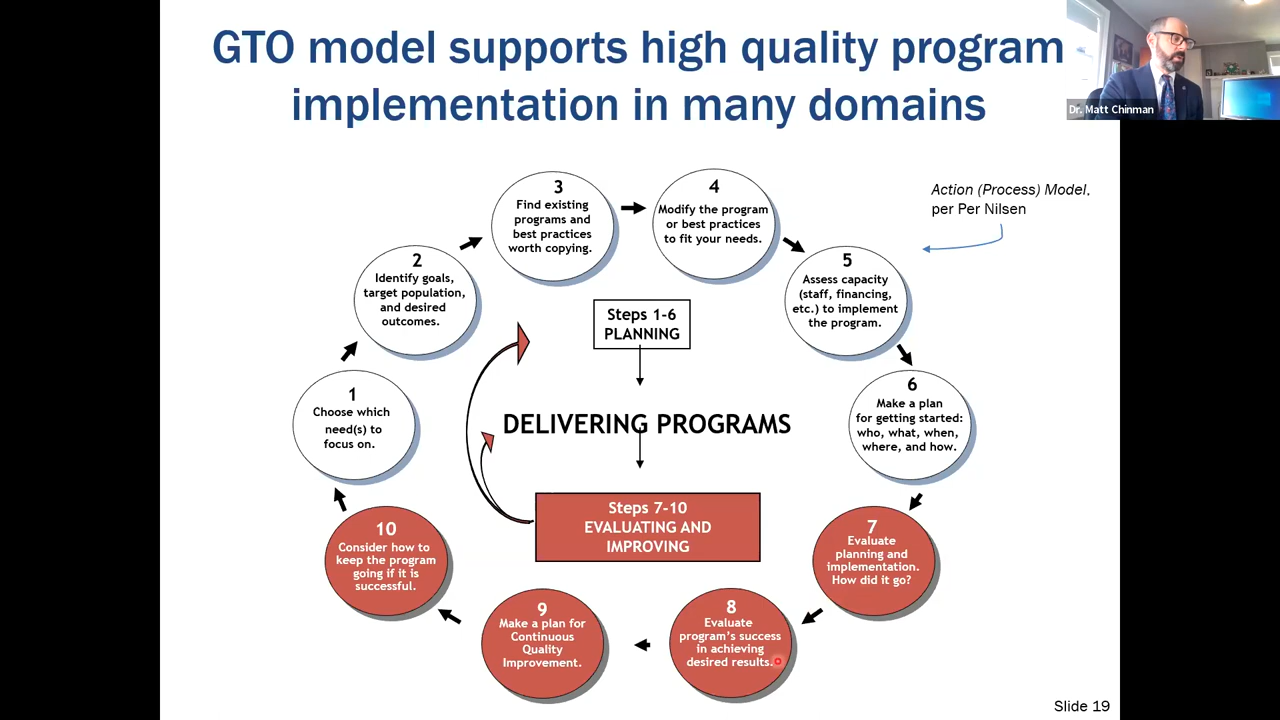 GTO model supports high quality program
implementation in many domains
Dr. Matt Chinman
Action (Process) Model,
per Per Nilsen
1
Choose which
need(s) to
focus on.
2
Identify goals,
target population,
and desired
outcomes.
3
Find existing
programs and
best practices
worth copying.
4
Modify the program
or best practices
to fit your needs.
5
Assess capacity
(staff, financing,
etc.) to implement
the program.
6
Make a plan
for getting started:
who, what, when,
where, and how.
Steps 1-6
PLANNING
DELIVERING PROGRAMS
Steps 7-10
EVALUATING AND
IMPROVING
7
Evaluate
planning and
implementation.
How did it go?
8
Evaluate
program's success
in achieving
desired results.
9
Make a plan for
Continuous
Quality
Improvement.
10
Consider how to
keep the program
going if it is
successful.
Slide 19